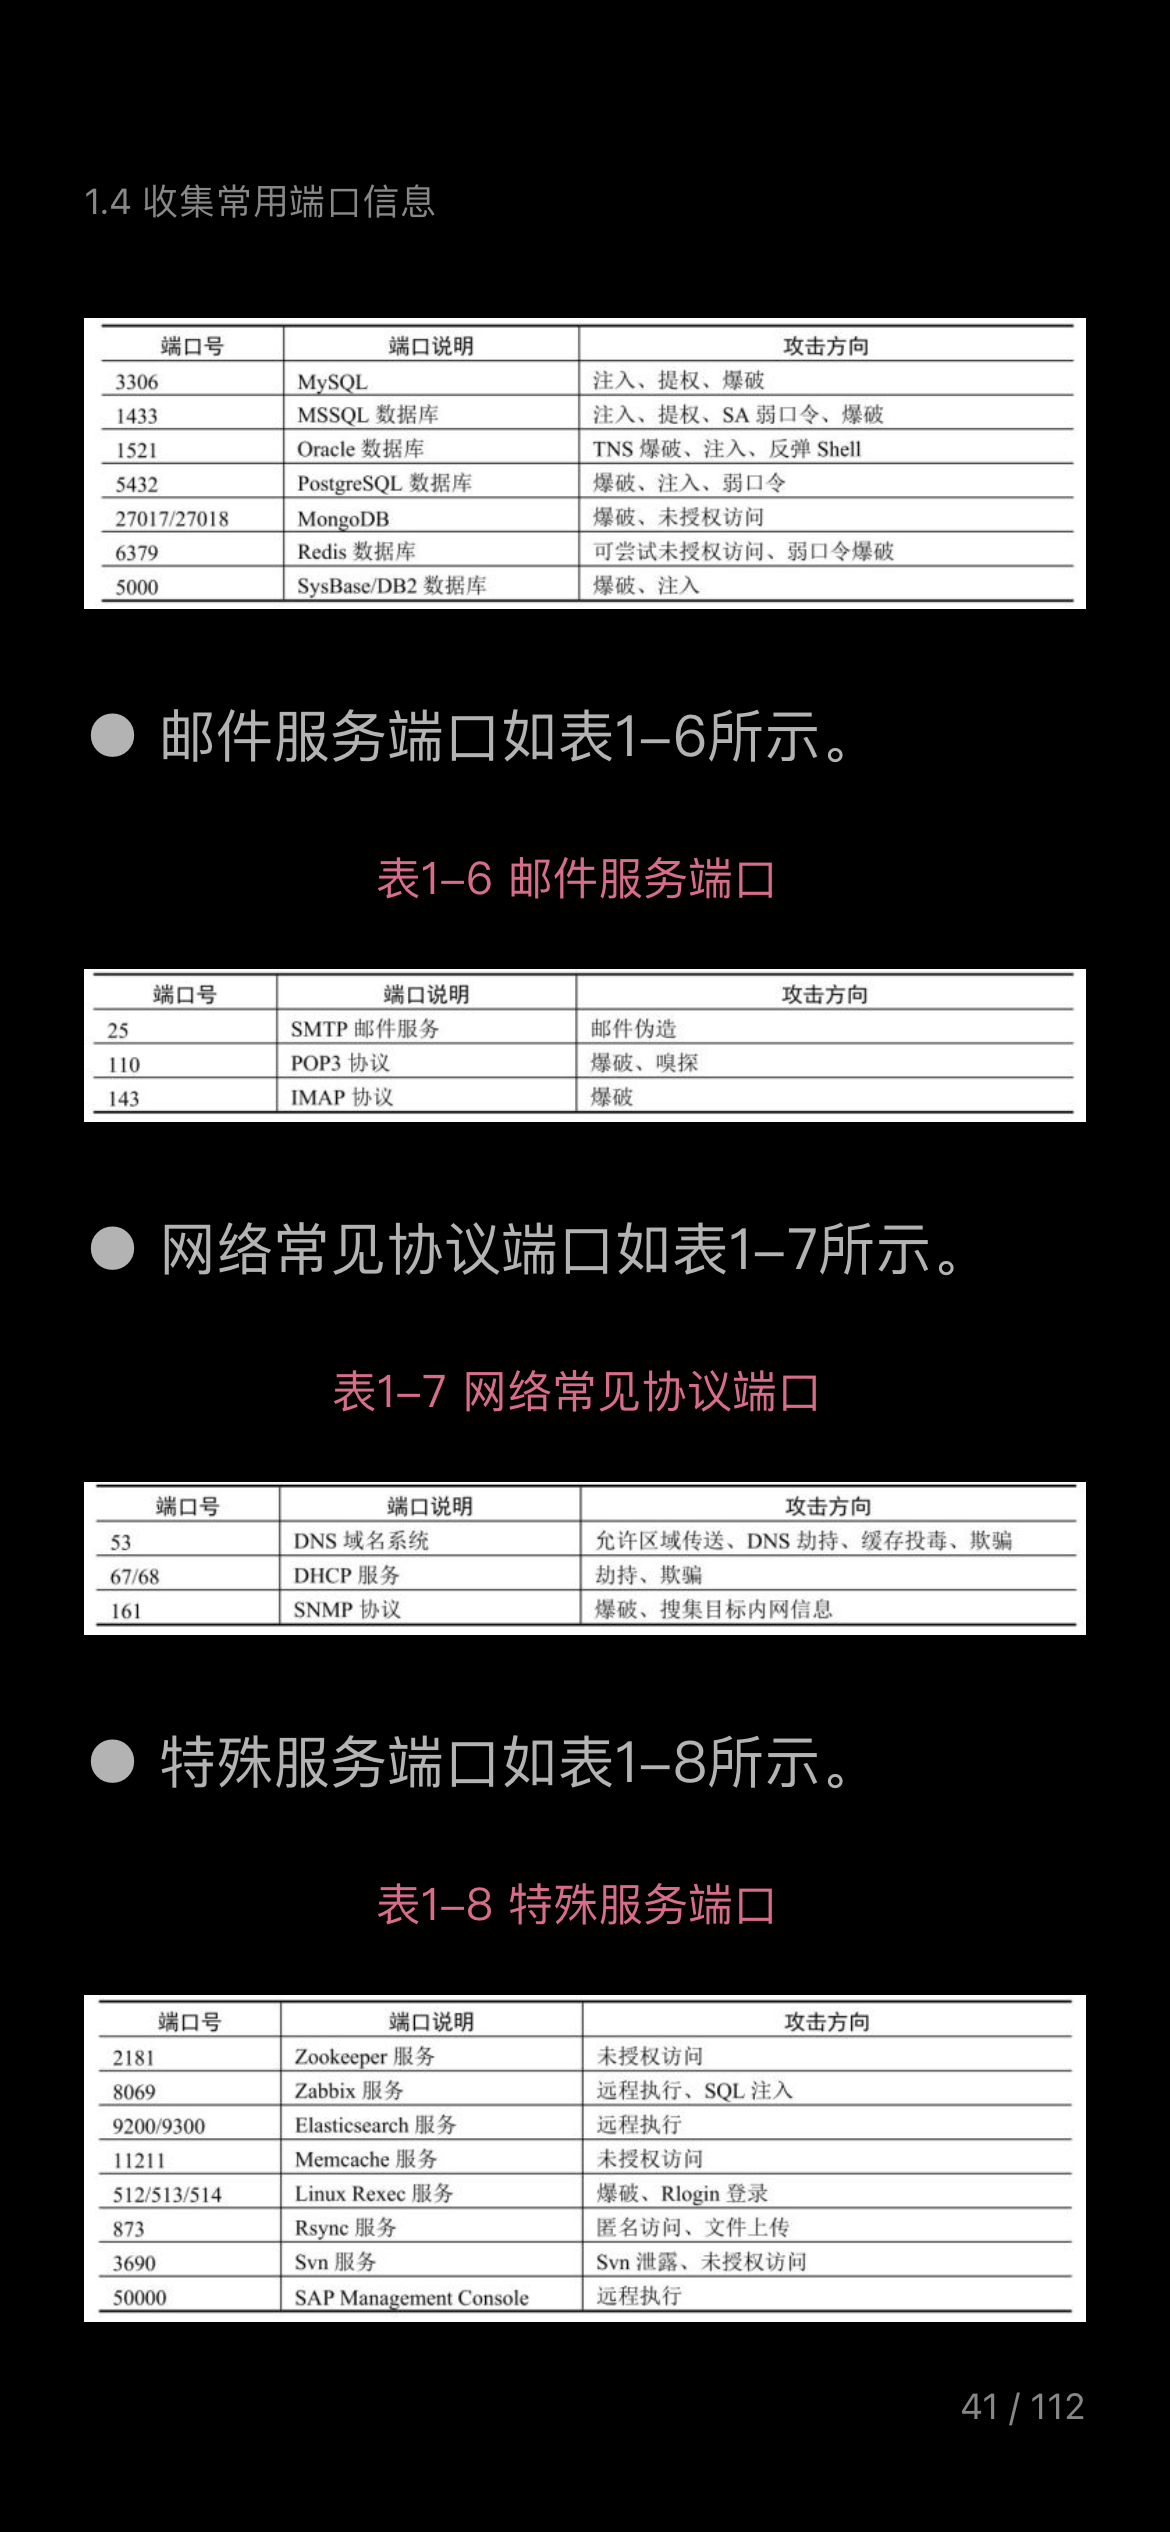 1.4 收集常用端口信息
端口号 端口说明 攻击方向
3306 MySQL 注入、提权、爆破
1433 MSSQL 数据库 注入、提权、SA 弱口令、爆破
1521 Oracle 数据库 TNS 爆破、注入、反弹 Shell
5432 PostgreSQL 数据库 爆破、注入、弱口令
27017/27018 MongoDB 爆破、未授权访问
6379 Redis 数据库 可尝试未授权访问、弱口令爆破
5000 SysBase/DB2 数据库 爆破、注入
● 邮件服务端口如表1–6所示。
表1–6 邮件服务端口
端口号 端口说明 攻击方向
25 SMTP 邮件服务 邮件伪造
110 POP3 协议 爆破、嗅探
143 IMAP 协议 爆破
● 网络常见协议端口如表1–7所示。
表1–7 网络常见协议端口
端口号 端口说明 攻击方向
53 DNS 域名系统 允许区域传送、DNS 劫持、缓存投毒、欺骗
67/68 DHCP 服务 劫持、欺骗
161 SNMP 协议 爆破、搜集目标内网信息
● 特殊服务端口如表1–8所示。
表1–8 特殊服务端口
端口号 端口说明 攻击方向
2181 Zookeeper 服务 未授权访问
8069 Zabbix 服务 远程执行、SQL 注入
9200/9300 Elasticsearch 服务 远程执行
11211 Memcache 服务 未授权访问
512/513/514 Linux Rexec 服务 爆破、Rlogin 登录
873 Rsync 服务 匿名访问、文件上传
3690 Svn 服务 Svn 泄露、未授权访问
50000 SAP Management Console 远程执行
41 / 112